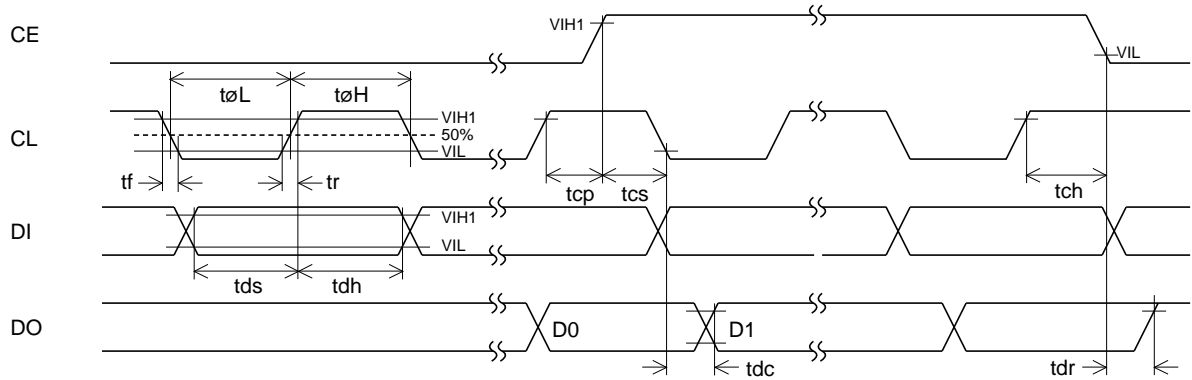 CE
VIH1
VIL
tøL
tøH
CL
VIH1
50%
VIL
tf
tr
tcp
tcs
tch
DI
VIH1
VIL
tds
tdh
DO
D0
D1
tdc
tdr